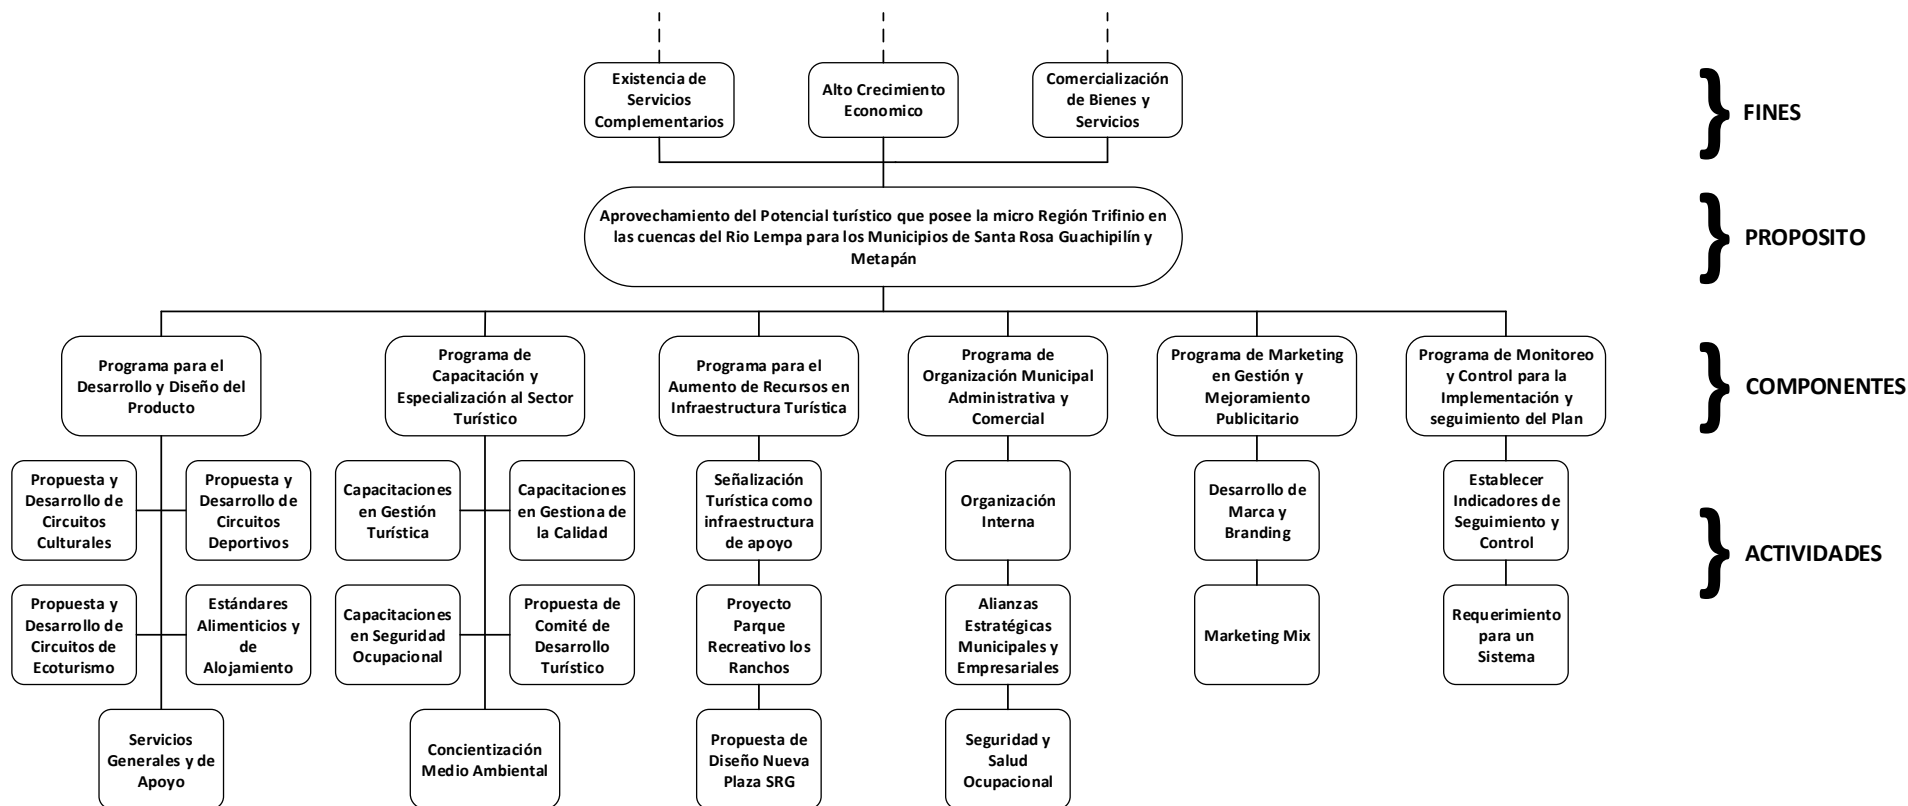 Existencia de
Servicios
Complementarios
Alto Crecimiento
Economico
Comercialización
de Bienes y
Servicios
} FINES
Aprovechamiento del Potencial turístico que posee la micro Región Trifinio en
las cuencas del Rio Lempa para los Municipios de Santa Rosa Guachipilín y
Metapán
} PROPOSITO
Programa para el
Desarrollo y Diseño del
Producto
Programa de
Capacitación y
Especialización al Sector
Turístico
Programa para el
Aumento de Recursos en
Infraestructura Turística
Programa de
Organización Municipal
Administrativa y
Comercial
Programa de Marketing
en Gestión y
Mejoramiento
Publicitario
Programa de Monitoreo
y Control para la
Implementación y
seguimiento del Plan
} COMPONENTES
Propuesta y
Desarrollo de
Circuitos
Culturales
Propuesta y
Desarrollo de
Circuitos
Deportivos
Capacitaciones
en Gestión
Turística
Capacitaciones
en Gestiona de
la Calidad
Señalización
Turística como
infraestructura
de apoyo
Organización
Interna
Desarrollo de
Marca y
Branding
Establecer
Indicadores de
Seguimiento y
Control
} ACTIVIDADES
Propuesta y
Desarrollo de
Circuitos de
Ecoturismo
Estándares
Alimenticios y
de
Alojamiento
Capacitaciones
en Seguridad
Ocupacional
Propuesta de
Comité de
Desarrollo
Turístico
Proyecto
Parque
Recreativo los
Ranchos
Alianzas
Estratégicas
Municipales y
Empresariales
Marketing Mix
Requerimiento
para un
Sistema
Servicios
Generales y de
Apoyo
Concientización
Medio Ambiental
Propuesta de
Diseño Nueva
Plaza SRG
Seguridad y
Salud
Ocupacional